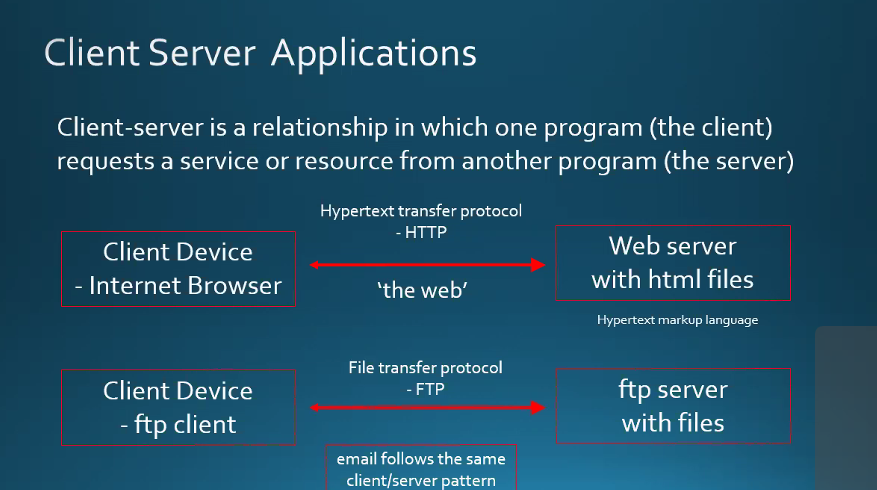 Client Server Applications
Client-server is a relationship in which one program (the client)
requests a service or resource from another program (the server)
Hypertext transfer protocol
- HTTP
Client Device
- Internet Browser
'the web'
Web server
with html files
Hypertext markup language
File transfer protocol
- FTP
Client Device
- ftp client
ftp server
with files
email follows the same
client/server pattern